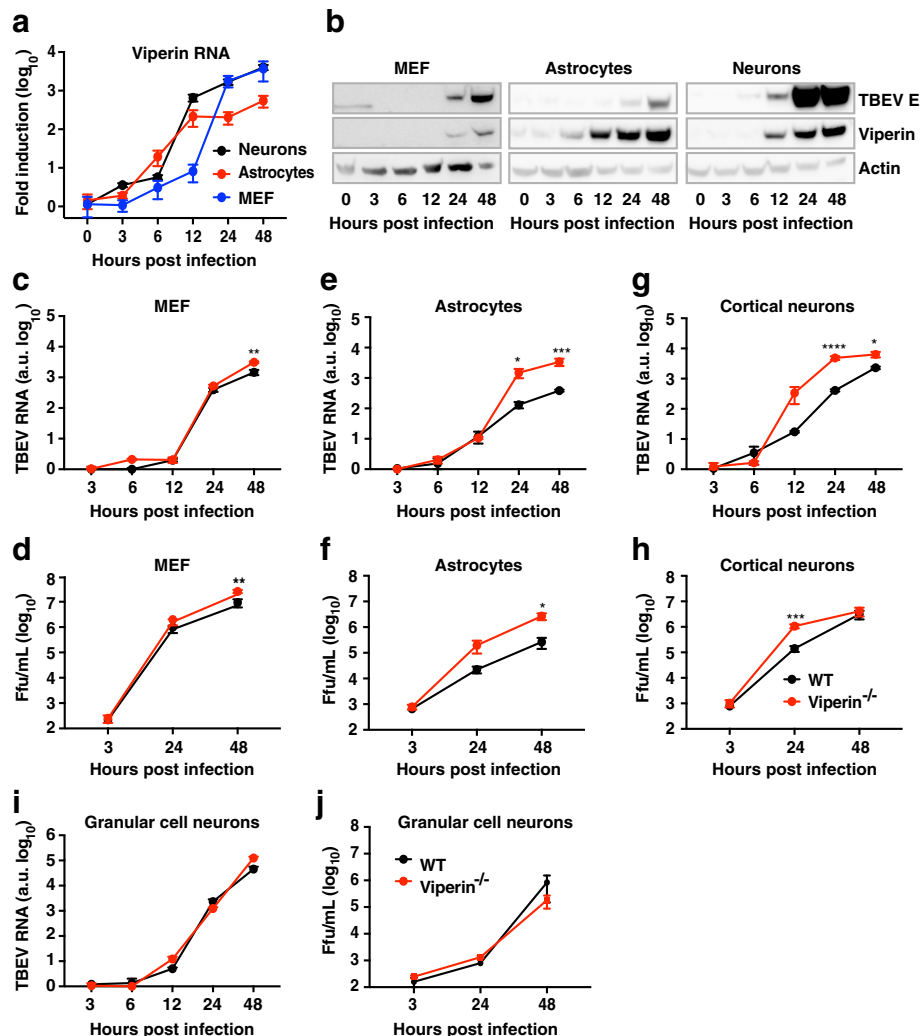 a
Viperin RNA
Fold induction (log10)
4
3
2
1
0
0 3 6 12 24 48
Hours post infection
Neurons
Astrocytes
MEF
b
MEF Astrocytes Neurons
TBEV E
Viperin
Actin
0 3 6 12 24 48 0 3 6 12 24 48 0 3 6 12 24 48
Hours post infection Hours post infection Hours post infection
c
MEF
TBEV RNA (a.u. log10)
5
4
3
2
1
0
**
3 6 12 24 48
Hours post infection
e
Astrocytes
TBEV RNA (a.u. log10)
5
4
3
2
1
0
* ***
3 6 12 24 48
Hours post infection
g
Cortical neurons
TBEV RNA (a.u. log10)
5
4
3
2
1
0
**** *
3 6 12 24 48
Hours post infection
d
MEF
Ffu/mL (log10)
8
7
6
5
4
3
2
**
3 24 48
Hours post infection
f
Astrocytes
Ffu/mL (log10)
8
7
6
5
4
3
2
*
3 24 48
Hours post infection
h
Cortical neurons
Ffu/mL (log10)
8
7
6
5
4
3
2
***
WT
Viperin-/-
3 24 48
Hours post infection
i
Granular cell neurons
TBEV RNA (a.u. log10)
5
4
3
2
1
0
3 6 12 24 48
Hours post infection
j
Granular cell neurons
Ffu/mL (log10)
8
7
6
5
4
3
2
WT
Viperin-/-
3 24 48
Hours post infection